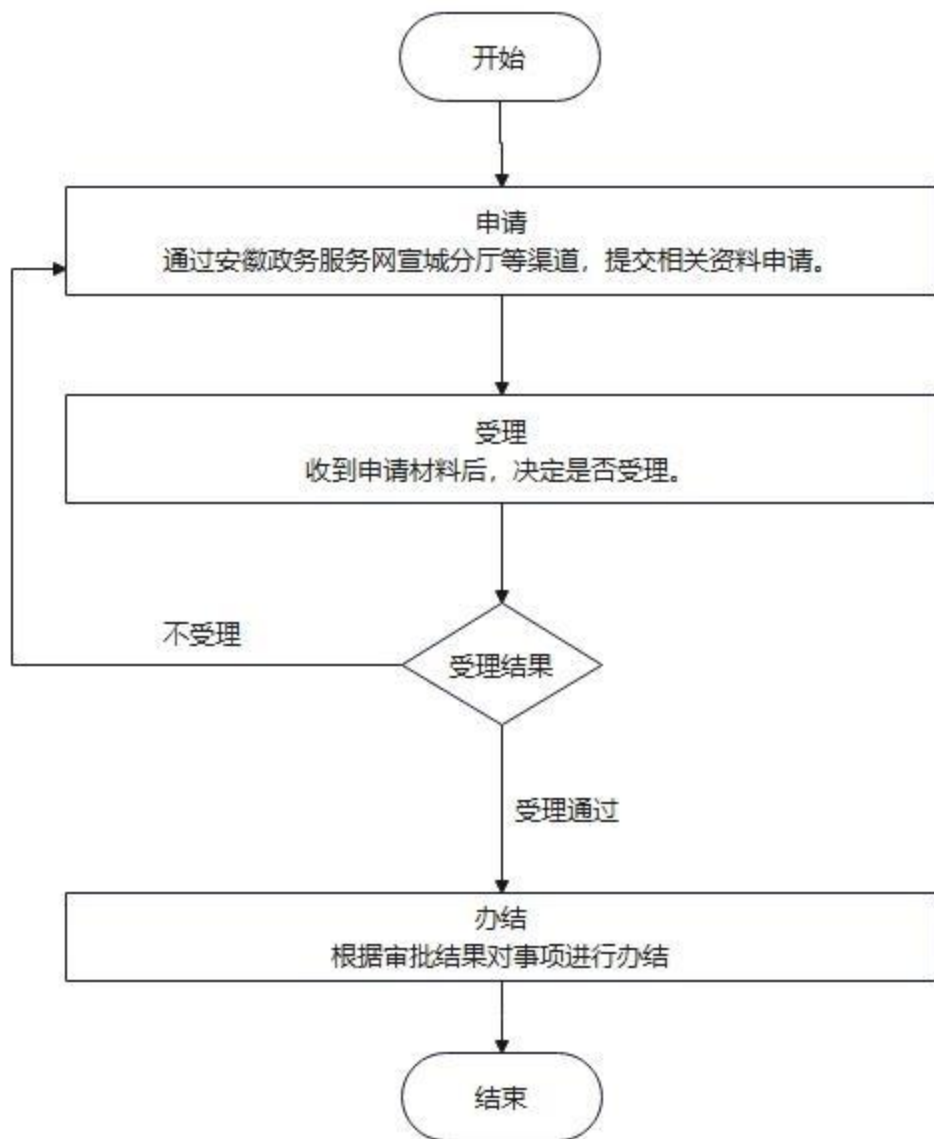 开始
申请
通过安徽政务服务网宣城分厅等渠道，提交相关资料申请。
受理
收到申请材料后，决定是否受理。
不受理
受理结果
受理通过
办结
根据审批结果对事项进行办结
结束